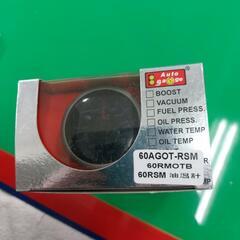 Auto
gauge
BOOST
VACUUM
FUEL PRESS.
OIL PRESS.
WATER TEMP
OIL TEMP
60AGOT-RSM
60RMOTB
60RSM